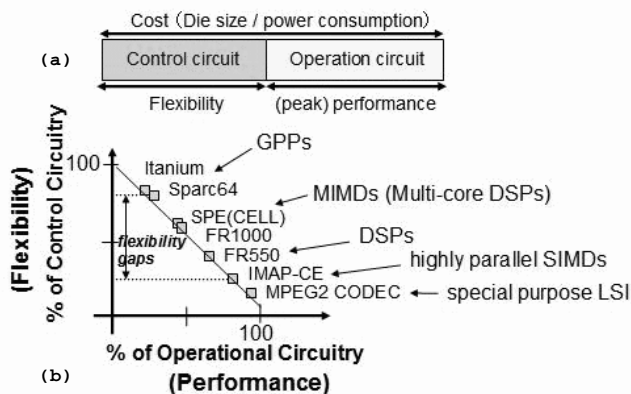 Cost (Die size / power consumption)
(a)
Control circuit
Operation circuit
Flexibility
(peak) performance
GPPs
100
Itanium
Sparc64
MIMDs (Multi-core DSPs)
SPE(CELL)
FR1000
DSPs
flexibility
gaps
FR550
highly parallel SIMDs
IMAP-CE
MPEG2 CODEC
special purpose LSI
(Flexibility)
% of Control Circuitry
100
% of Operational Circuitry
(b)
(Performance)